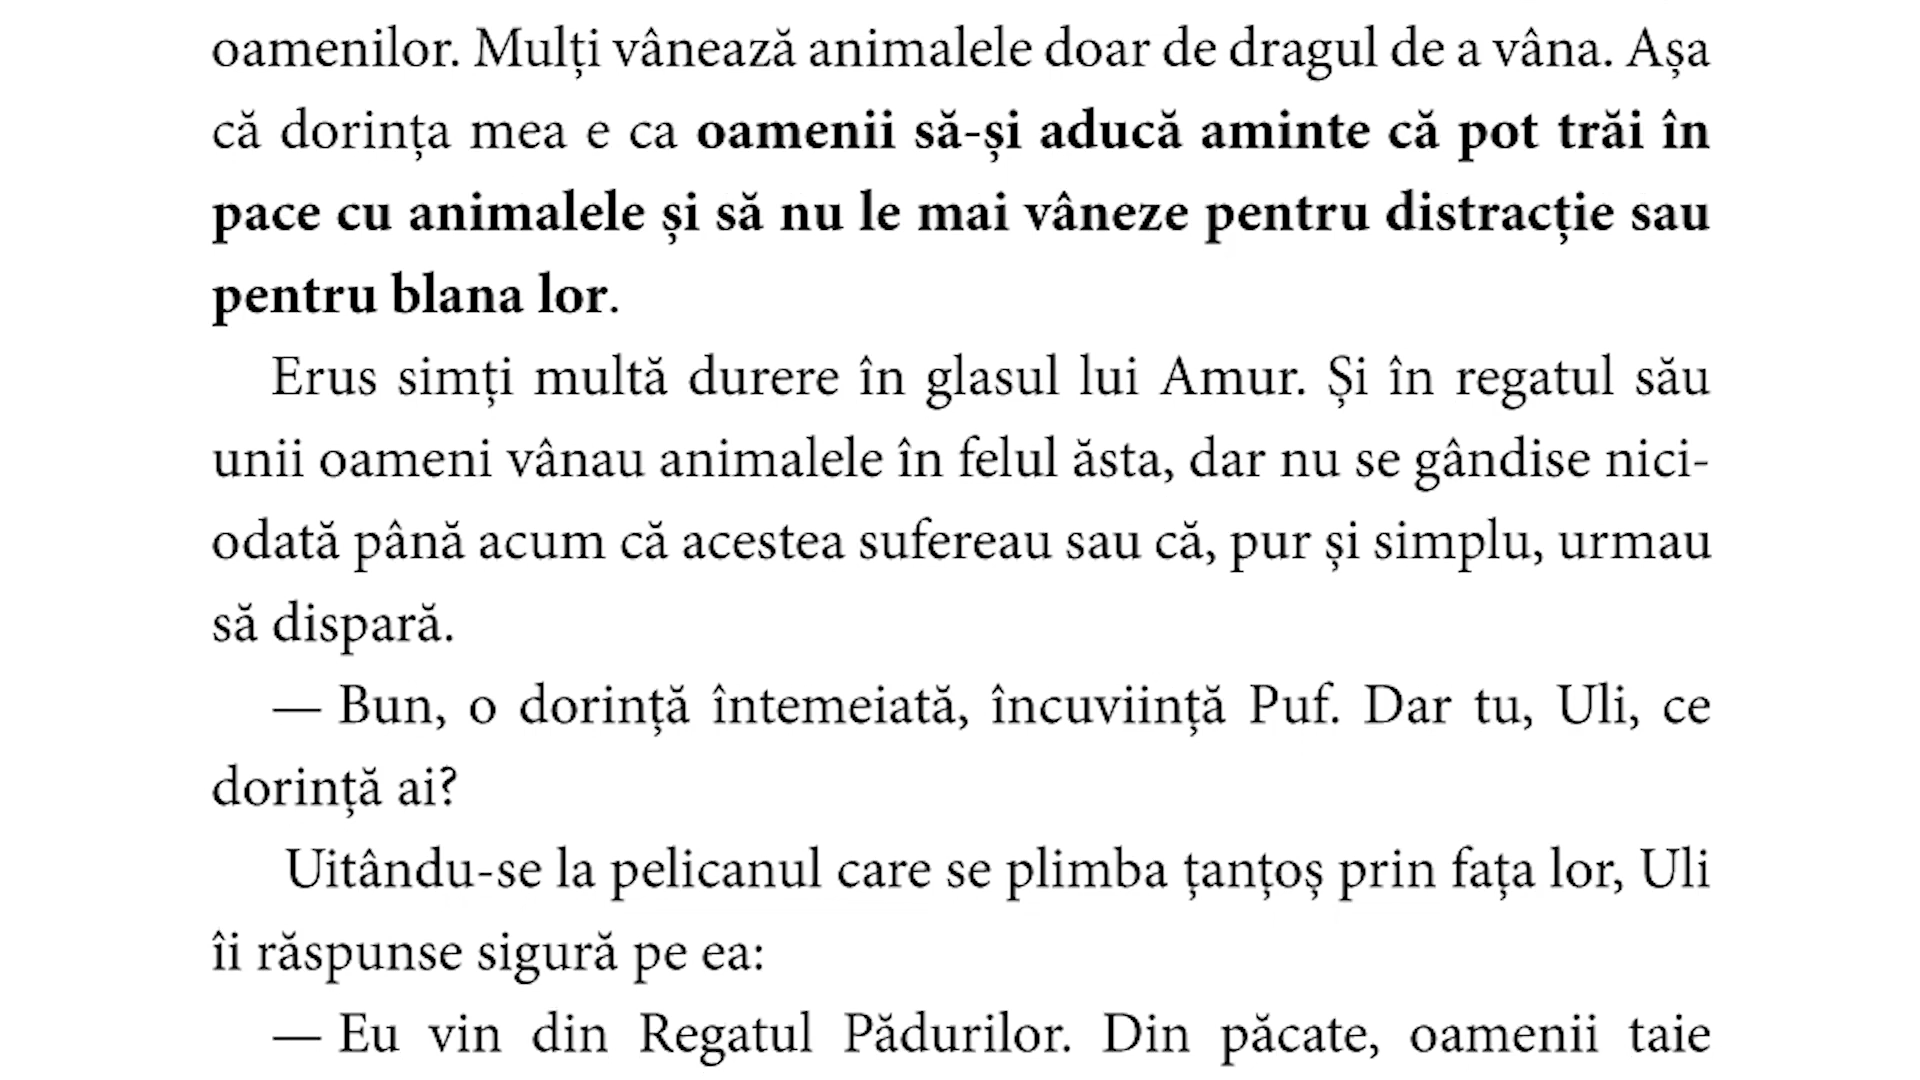 oamenilor. Mulți vânează animalele doar de dragul de a vâna. Așa
că dorința mea e ca oamenii să-și aducă aminte că pot trăi în
pace cu animalele și să nu le mai vâneze pentru distracție sau
pentru blana lor.
Erus simți multă durere în glasul lui Amur. Și în regatul său
unii oameni vânau animalele în felul ăsta, dar nu se gândise nici-
odată până acum că acestea sufereau sau că, pur și simplu, urmau
să dispară.
— Bun, o dorință întemeiată, încuviință Puf. Dar tu, Uli, ce
dorință ai?
Uitându-se la pelicanul care se plimba țanțoș prin fața lor, Uli
îi răspunse sigură pe ea:
— Eu vin din Regatul Pădurilor. Din păcate, oamenii taie